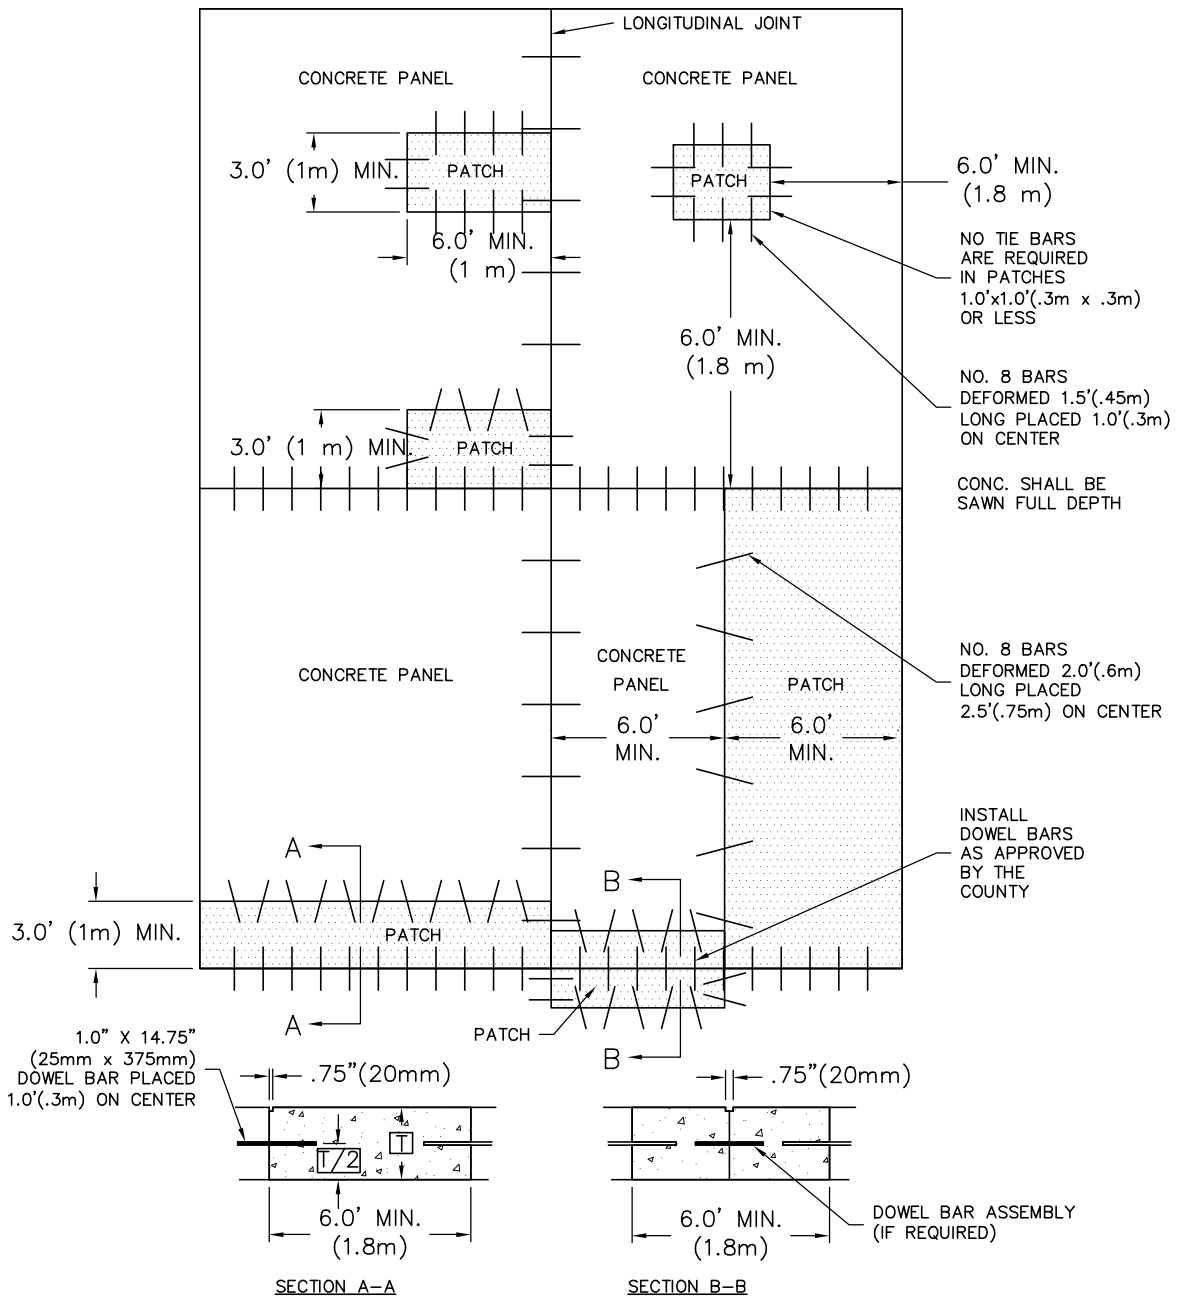 LONGITUDINAL JOINT
CONCRETE PANEL
CONCRETE PANEL
3.0' (1m) MIN.
PATCH
PATCH
6.0' MIN.
(1.8 m)
6.0' MIN.
(1 m)
NO TIE BARS
ARE REQUIRED
IN PATCHES
1.0'x1.0'(.3m x .3m)
OR LESS
6.0' MIN.
(1.8 m)
NO. 8 BARS
DEFORMED 1.5'(.45m)
LONG PLACED 1.0'(.3m)
ON CENTER
3.0' (1 m) MIN.
PATCH
CONC. SHALL BE
SAWN FULL DEPTH
CONCRETE PANEL
CONCRETE
PANEL
PATCH
NO. 8 BARS
DEFORMED 2.0'(.6m)
LONG PLACED
2.5'(.75m) ON CENTER
6.0'
MIN.
6.0'
MIN.
INSTALL
DOWEL BARS
AS APPROVED
BY THE
COUNTY
A
B
3.0' (1m) MIN.
PATCH
A
PATCH
B
1.0" X 14.75"
(25mm x 375mm)
DOWEL BAR PLACED
1.0'(.3m) ON CENTER
.75"(20mm)
.75"(20mm)
T
T/2
6.0' MIN.
(1.8m)
6.0' MIN.
(1.8m)
DOWEL BAR ASSEMBLY
(IF REQUIRED)
SECTION A-A
SECTION B-B